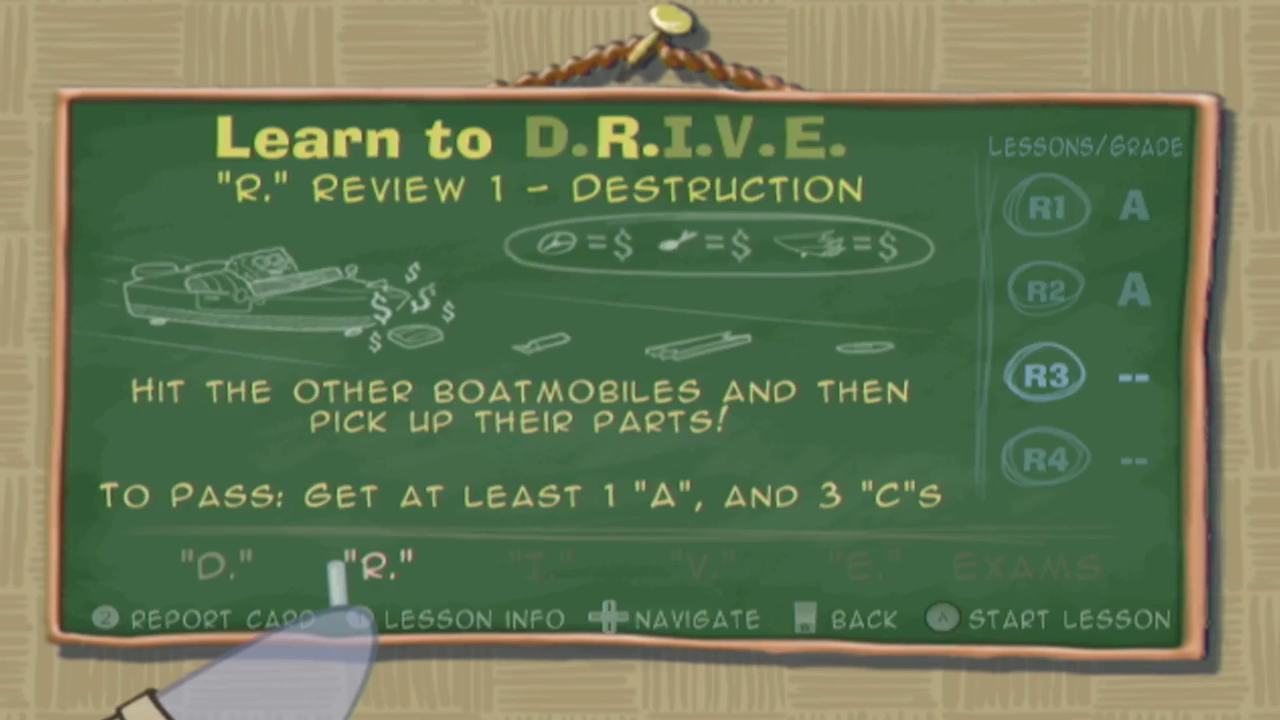 Learn to D.R.I.V.E.
"R." REVIEW 1 - DESTRUCTION
=$ =$ =$
$ $ $ $ $
HIT THE OTHER BOATMOBILES AND THEN
PICK UP THEIR PARTS!
TO PASS: GET AT LEAST 1 "A", AND 3 "C"S
LESSONS/GRADE
R1 A
R2 A
R3 --
R4 --
"D." "R." "I." "V." "E." EXAMS
2 REPORT CARD 1 LESSON INFO NAVIGATE BACK A START LESSON